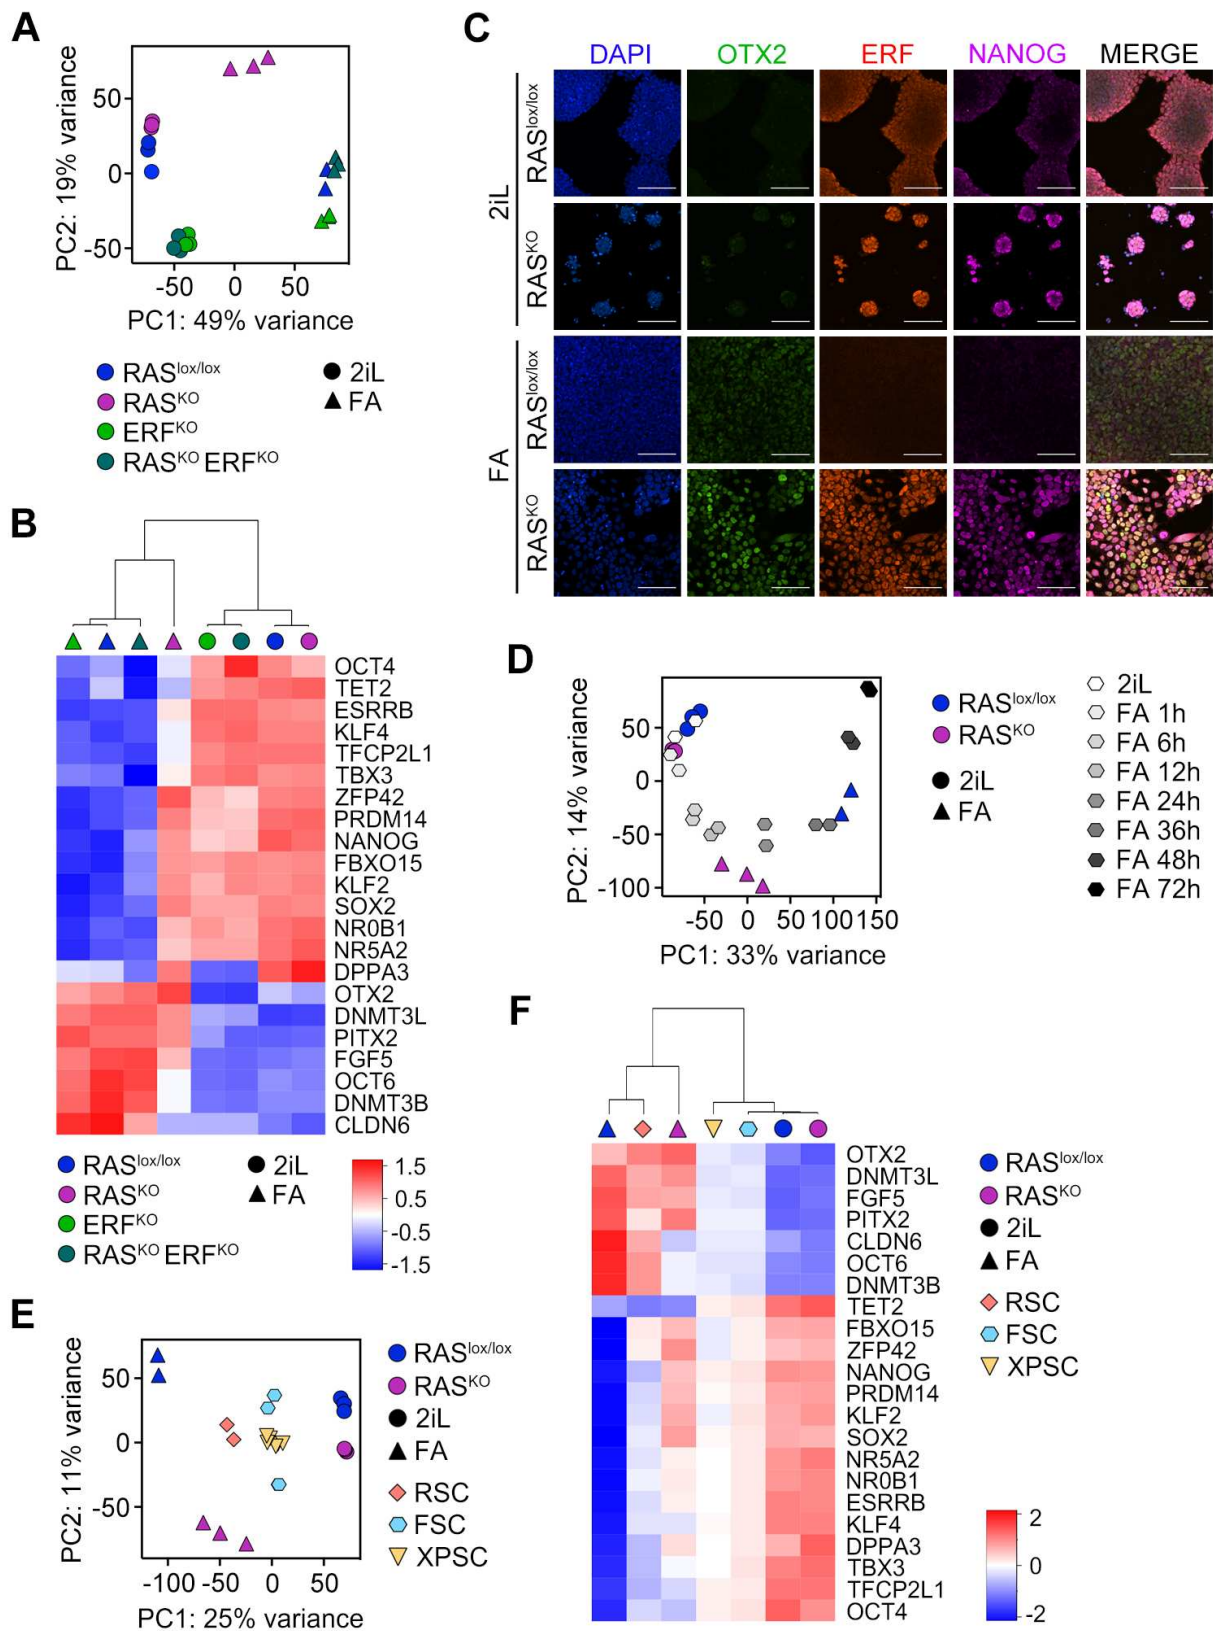 A
PC2: 19% variance
50
0
-50
-50 0 50
PC1: 49% variance
RASlox/lox
RASKO
ERFKO
RASKO ERFKO
2iL
FA
B
OCT4
TET2
ESRRB
KLF4
TFCP2L1
TBX3
ZFP42
PRDM14
NANOG
FBXO15
KLF2
SOX2
NR0B1
NR5A2
DPPA3
OTX2
DNMT3L
PITX2
FGF5
OCT6
DNMT3B
CLDN6
RASlox/lox
RASKO
ERFKO
RASKO ERFKO
2iL
FA
1.5
0.5
-0.5
-1.5
C
DAPI OTX2 ERF NANOG MERGE
2iL
RASlox/lox
RASKO
FA
RASlox/lox
RASKO
D
PC2: 14% variance
50
0
-50
-100
-50 0 50 100 150
PC1: 33% variance
RASlox/lox
RASKO
2iL
FA
2iL
FA 1h
FA 6h
FA 12h
FA 24h
FA 36h
FA 48h
FA 72h
E
PC2: 11% variance
50
0
-50
-100 -50 0 50
PC1: 25% variance
RASlox/lox
RASKO
2iL
FA
RSC
FSC
XPSC
F
OTX2
DNMT3L
FGF5
PITX2
CLDN6
OCT6
DNMT3B
TET2
FBXO15
ZFP42
NANOG
PRDM14
KLF2
SOX2
NR5A2
NR0B1
ESRRB
KLF4
DPPA3
TBX3
TFCP2L1
OCT4
RASlox/lox
RASKO
2iL
FA
RSC
FSC
XPSC
2
1
0
-2